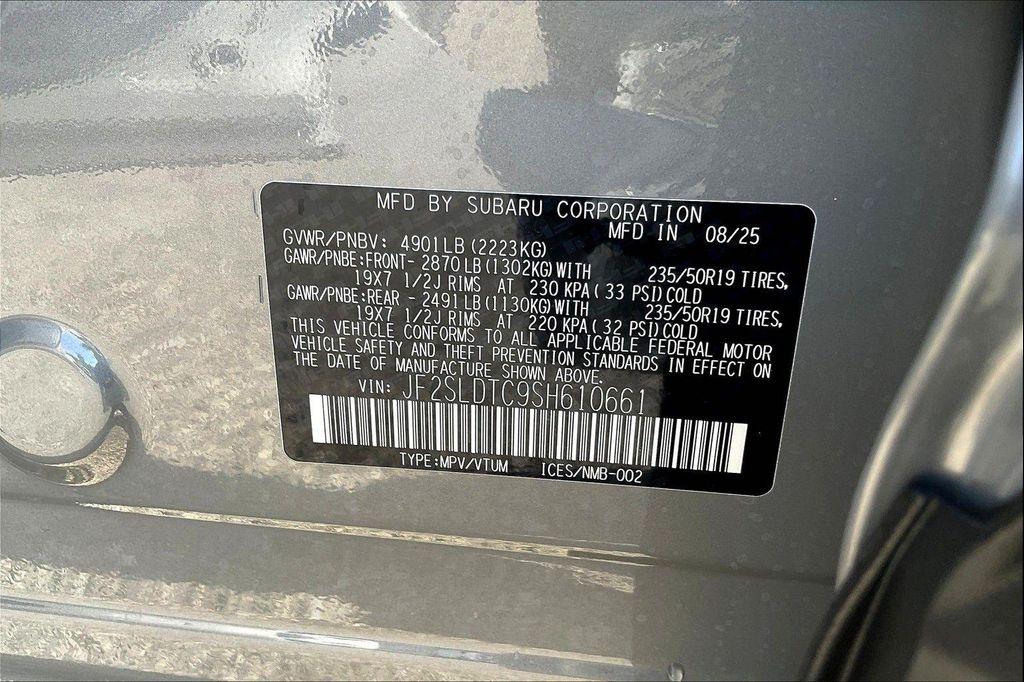 MFD BY SUBARU CORPORATION
MFD IN 08/25
GVWR/PNBV: 4901LB(2223KG)
GAWR/PNBE:FRONT- 2870LB(1302KG)WITH 235/50R19 TIRES,
19X7 1/2J RIMS AT 230 KPA( 33 PSI)COLD
GAWR/PNBE:REAR - 2491LB(1130KG)WITH 235/50R19 TIRES,
19X7 1/2J RIMS AT 220 KPA( 32 PSI)COLD
THIS VEHICLE CONFORMS TO ALL APPLICABLE FEDERAL MOTOR
VEHICLE SAFETY AND THEFT PREVENTION STANDARDS IN EFFECT ON
THE DATE OF MANUFACTURE SHOWN ABOVE.
VIN: JF2SLDTC9SH610661
TYPE:MPV/VTUM ICES/NMB-002